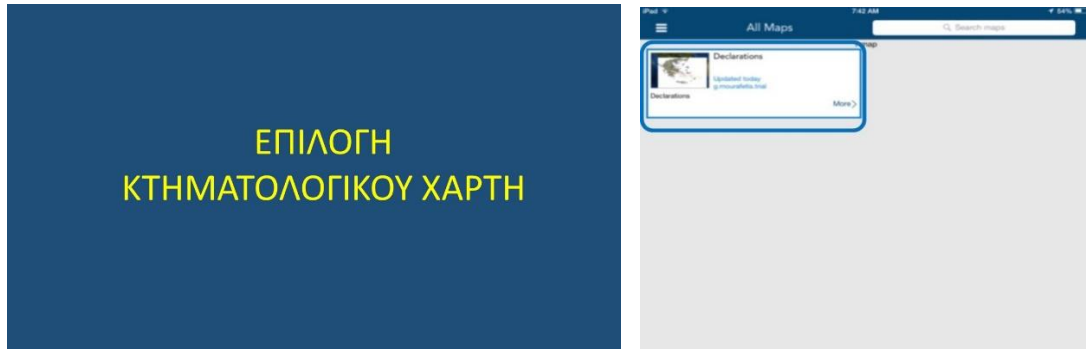 ΕΠΙΛΟΓΗ
ΚΤΗΜΑΤΟΛΟΓΙΚΟΥ ΧΑΡΤΗ
iPad
7:42 AM
54%
All Maps
Search maps
Declarations
Updated today
Declarations
More